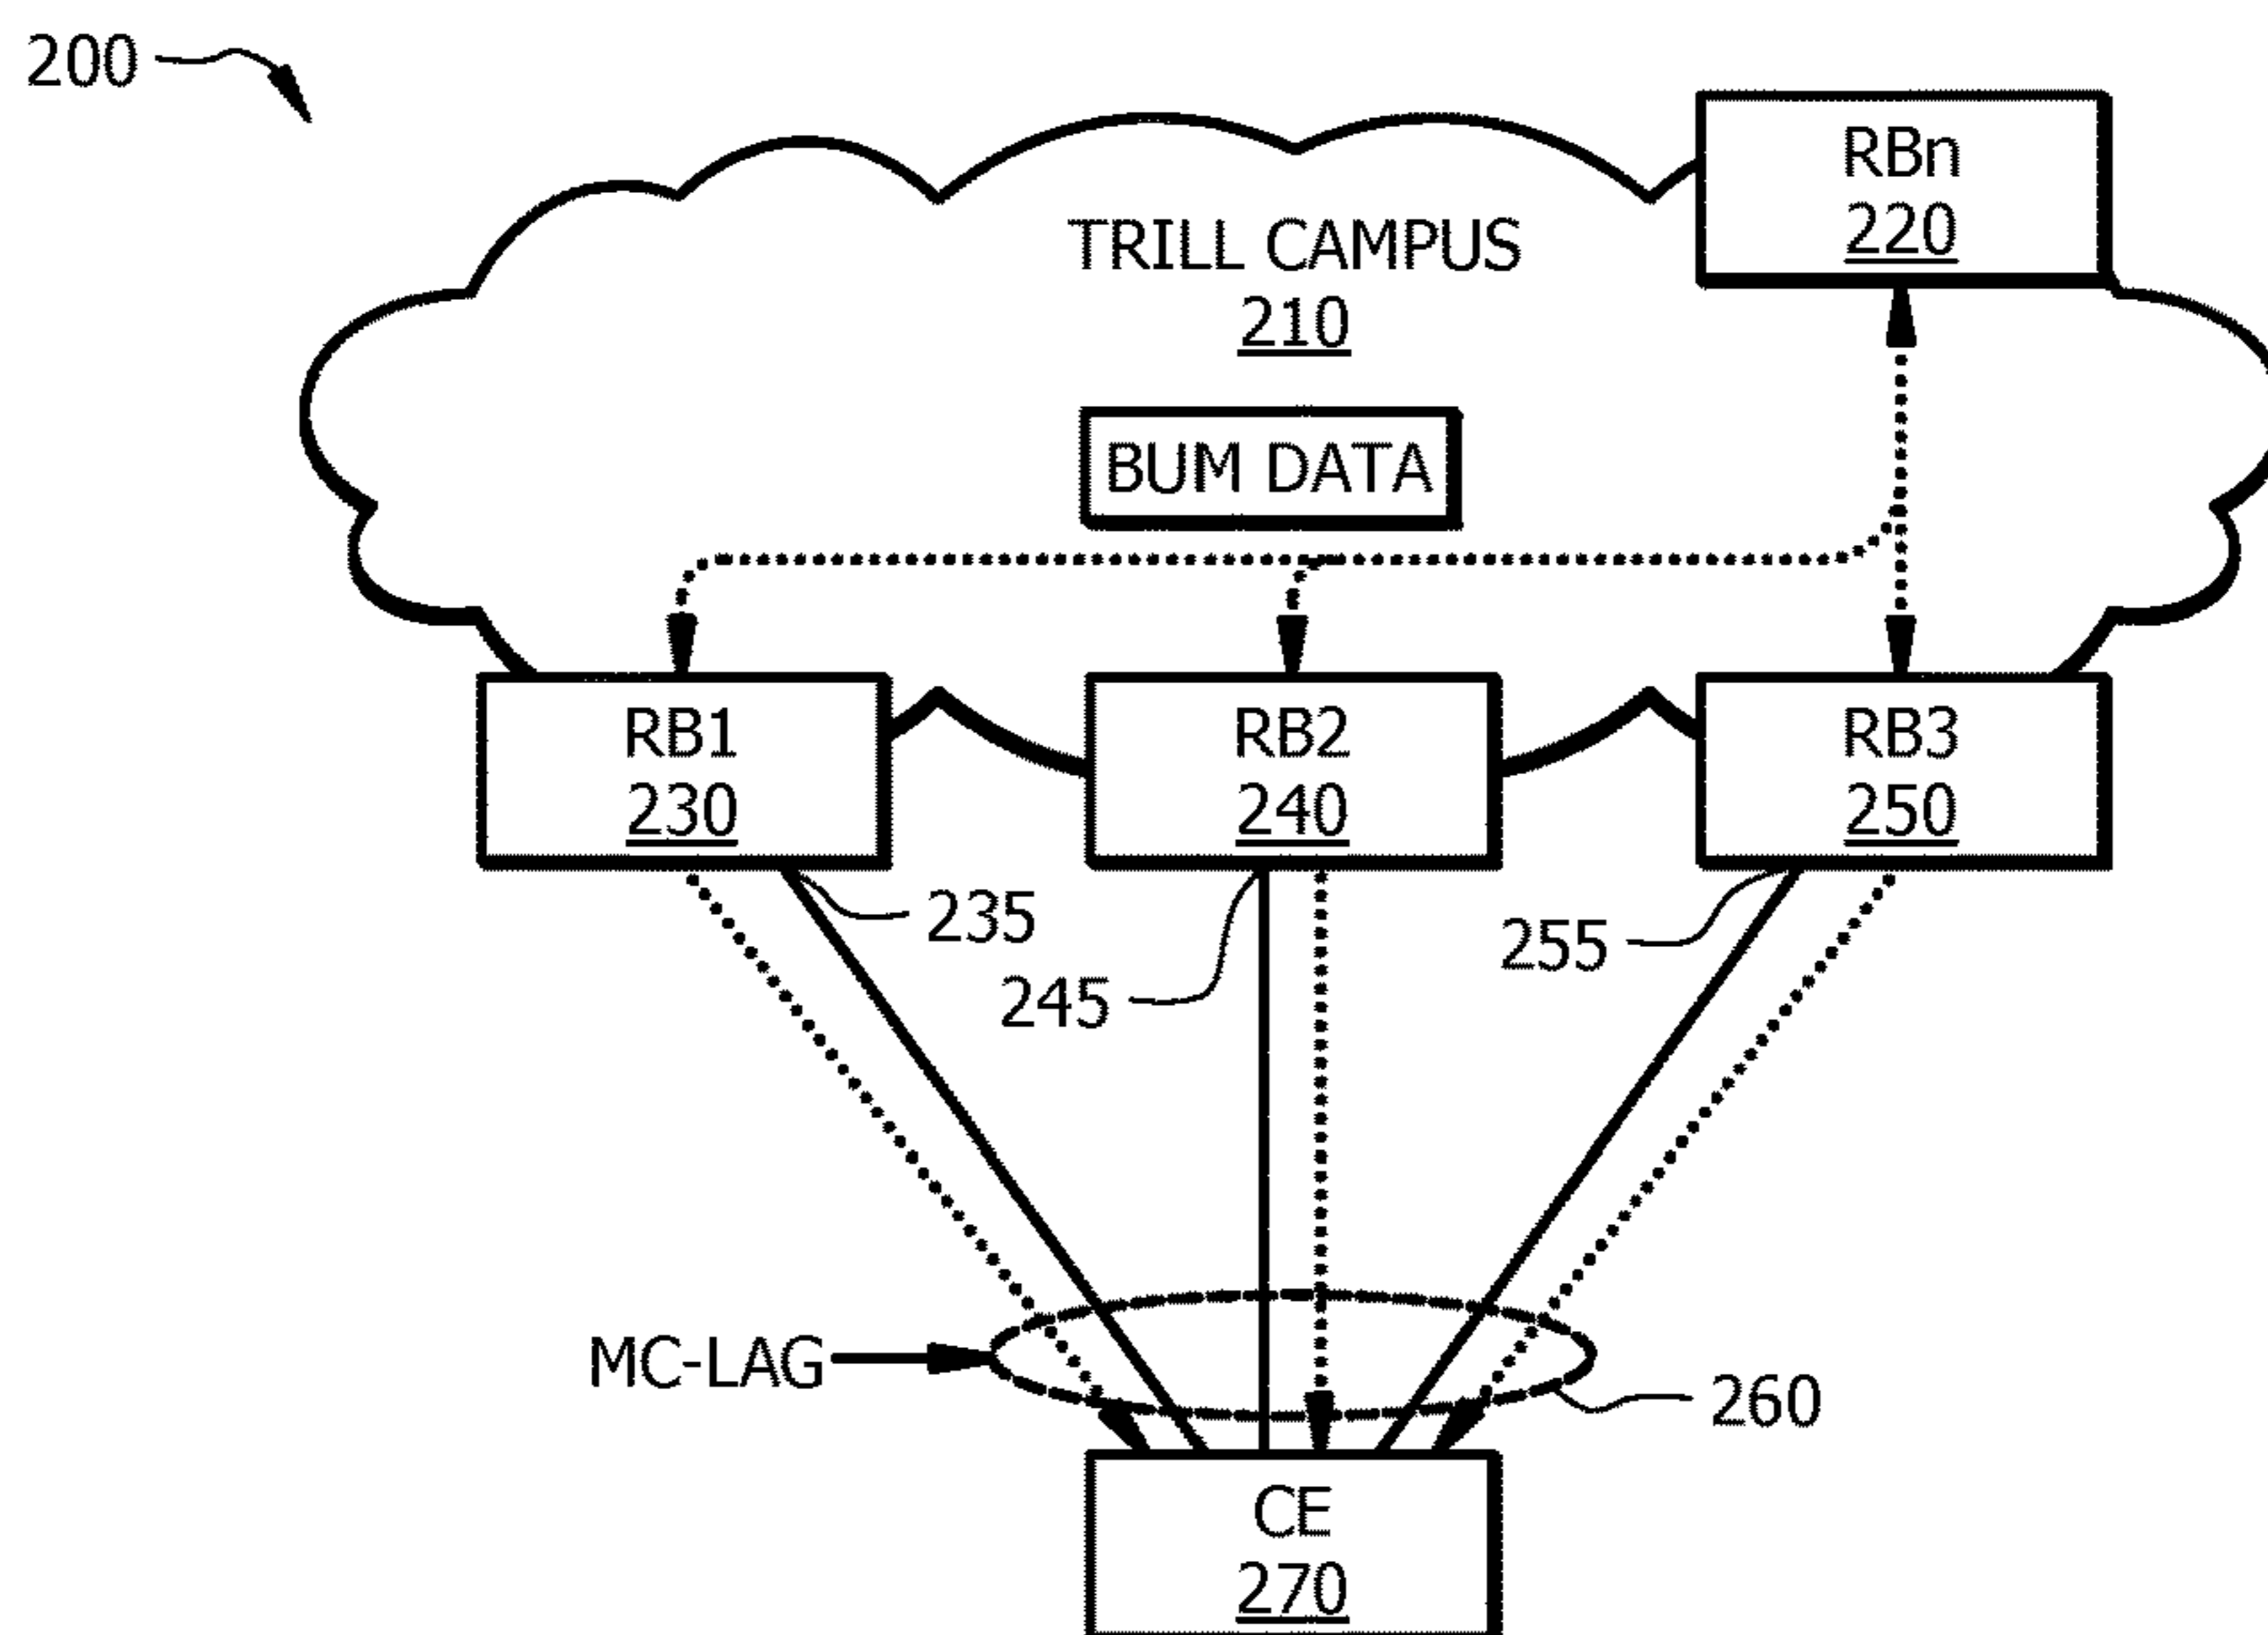 200
RBn
220
TRILL CAMPUS
210
BUM DATA
RB1
230
RB2
240
RB3
250
235
245
255
MC-LAG
260
CE
270